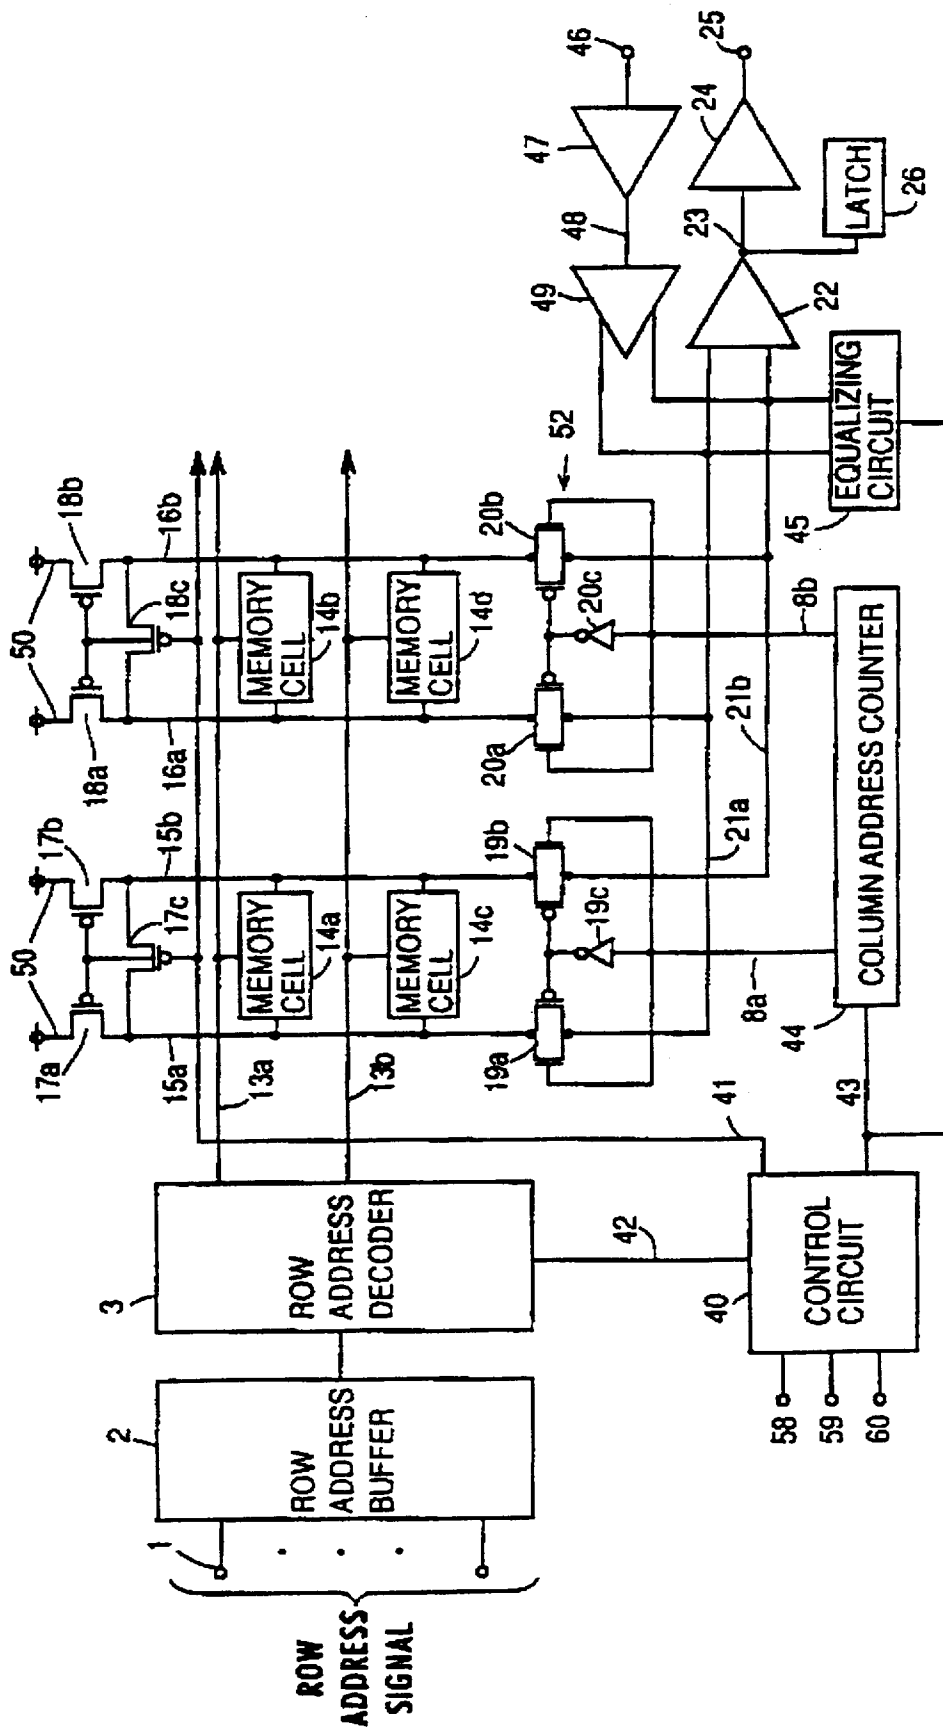 ROW
ADDRESS
SIGNAL
1
2
ROW
ADDRESS
BUFFER
3
ROW
ADDRESS
DECODER
58
59
60
40
CONTROL
CIRCUIT
41
42
43
44
COLUMN ADDRESS COUNTER
8a
8b
13a
13b
15a
15b
16a
16b
50
50
17a
17b
17c
18a
18b
18c
MEMORY
CELL
14a
MEMORY
CELL
14b
MEMORY
CELL
14c
MEMORY
CELL
14d
19a
19b
19c
20a
20b
20c
52
21a
21b
45
EQUALIZING
CIRCUIT
49
48
47
46
22
23
24
25
LATCH
26